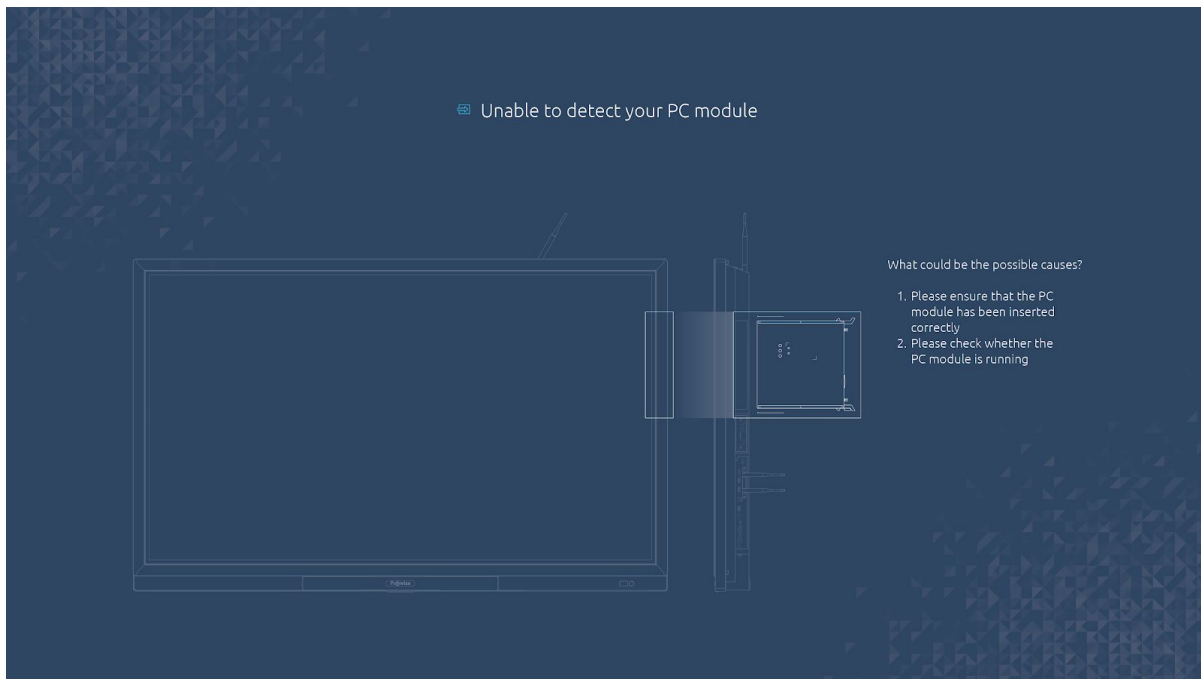 Unable to detect your PC module
What could be the possible causes?
1. Please ensure that the PC
module has been inserted
correctly
2. Please check whether the
PC module is running